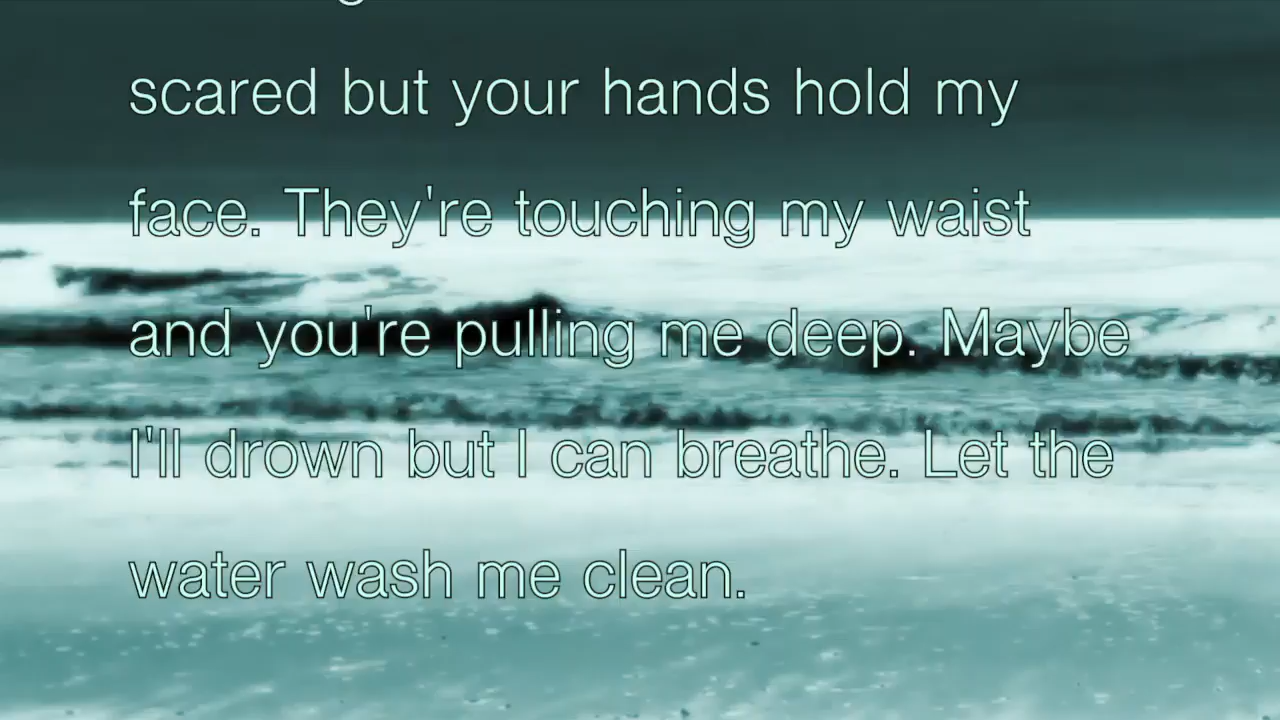 scared but your hands hold my
face. They're touching my waist
and you're pulling me deep. Maybe
I'll drown but I can breathe. Let the
water wash me clean.